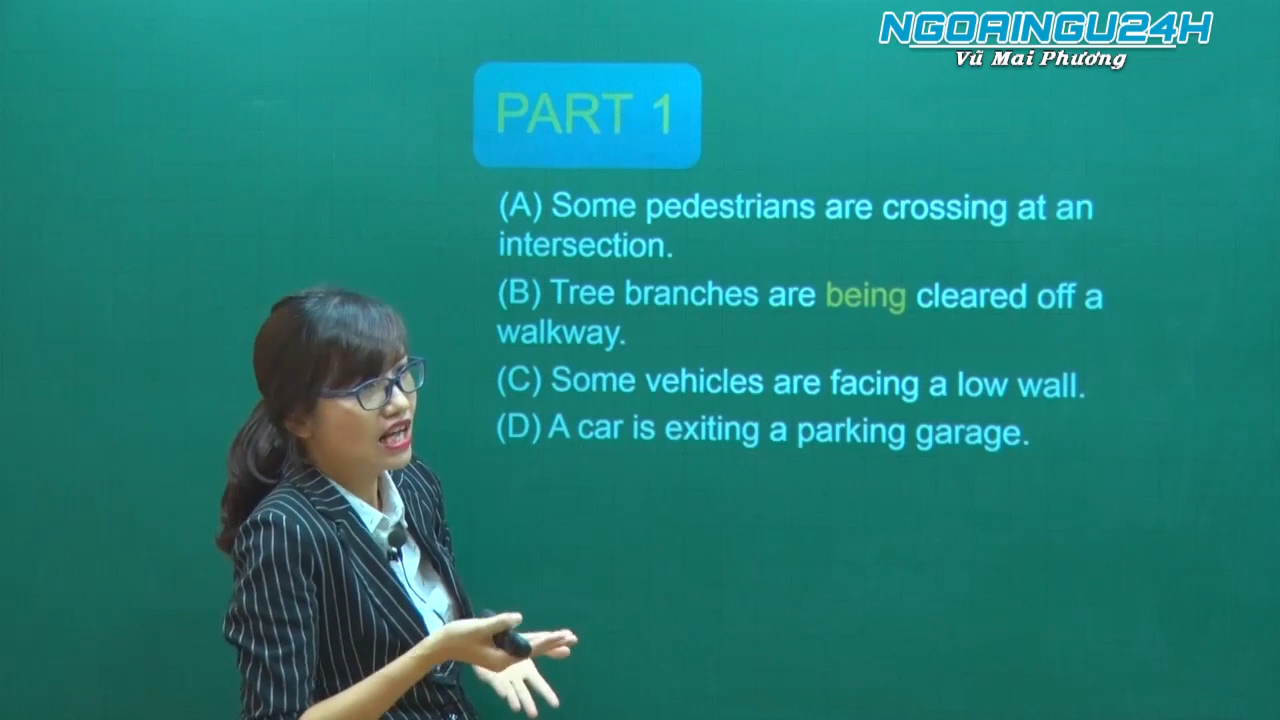 NGOAINGU24H
Vũ Mai Phương
PART 1
(A) Some pedestrians are crossing at an
intersection.
(B) Tree branches are being cleared off a
walkway.
(C) Some vehicles are facing a low wall.
(D) A car is exiting a parking garage.